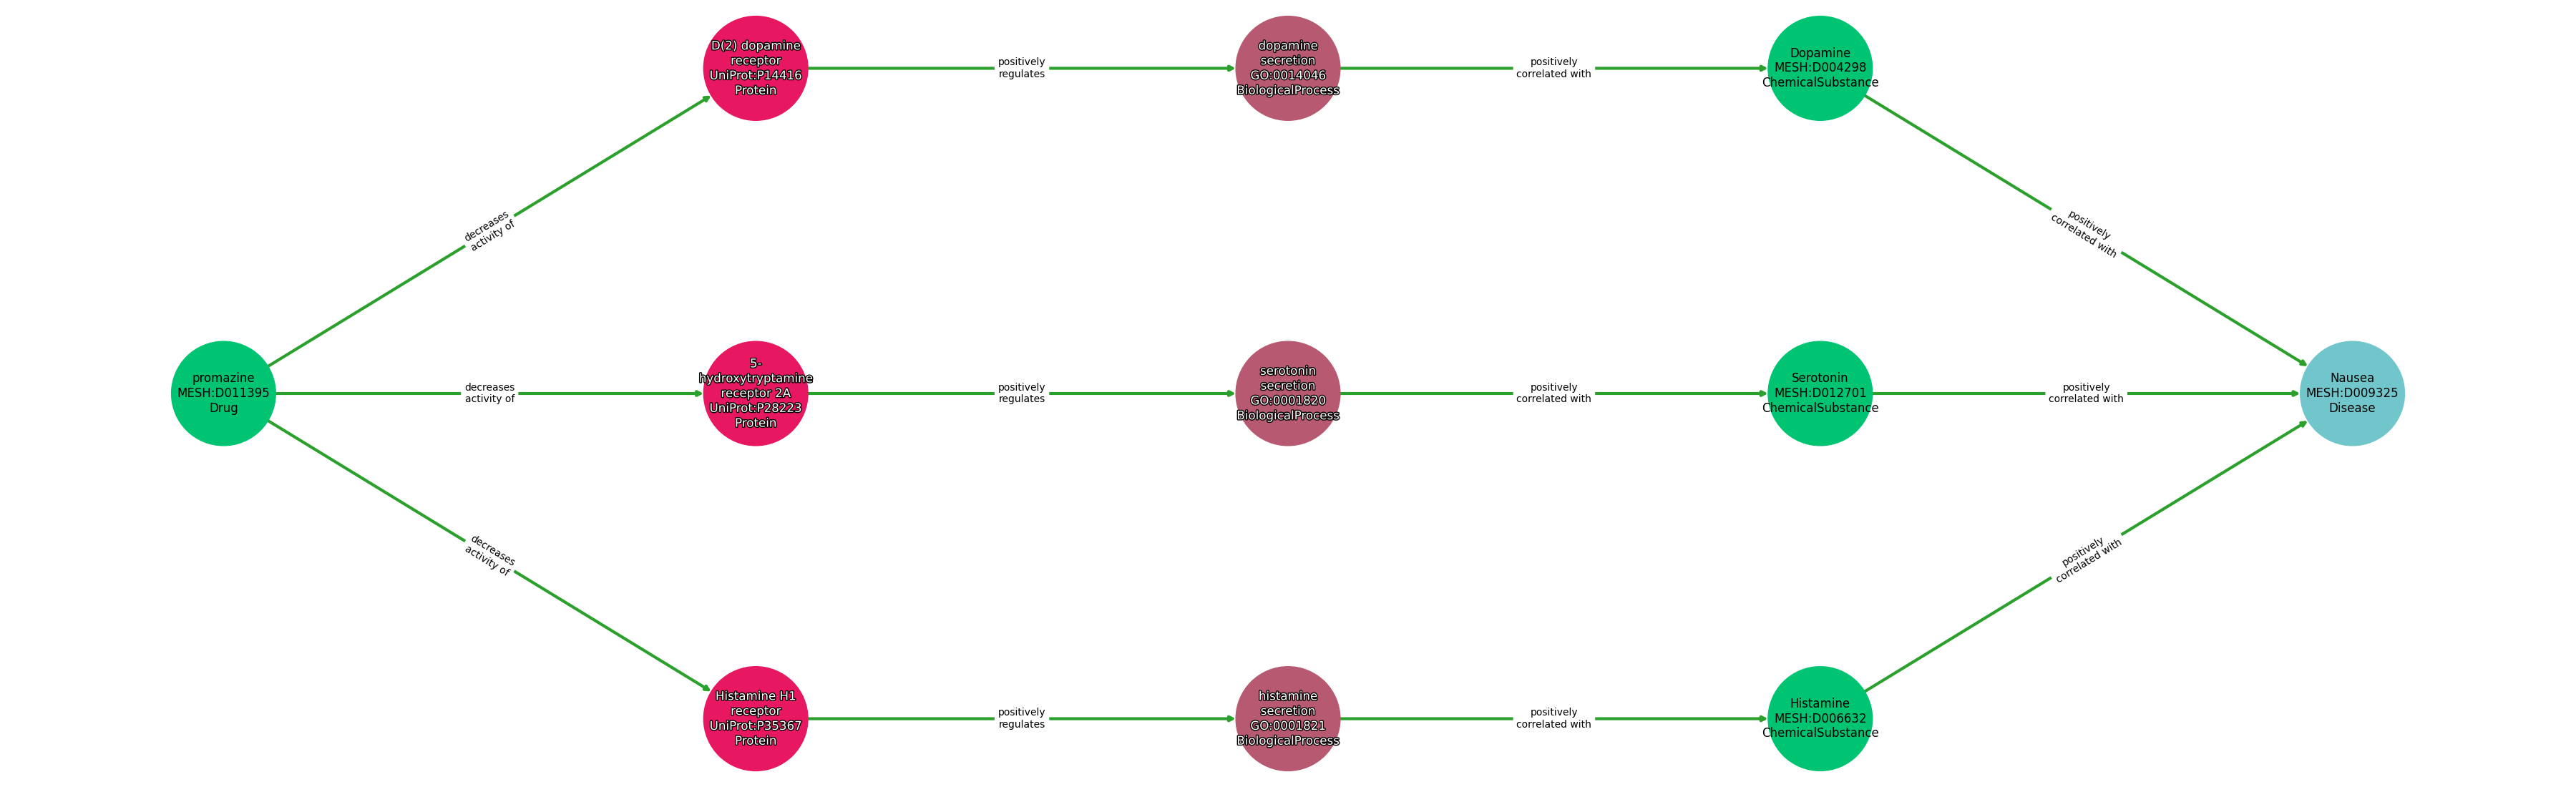 D(2) dopamine
receptor
UniProt:P14416
Protein
positively
regulates
dopamine
secretion
GO:0014046
BiologicalProcess
positively
correlated with
Dopamine
MESH:D004298
ChemicalSubstance
decreases
activity of
positively
correlated with
promazine
MESH:D011395
Drug
decreases
activity of
5-
hydroxytryptamine
receptor 2A
UniProt:P28223
Protein
positively
regulates
serotonin
secretion
GO:0001820
BiologicalProcess
positively
correlated with
Serotonin
MESH:D012701
ChemicalSubstance
positively
correlated with
Nausea
MESH:D009325
Disease
decreases
activity of
positively
correlated with
Histamine H1
receptor
UniProt:P35367
Protein
positively
regulates
histamine
secretion
GO:0001821
BiologicalProcess
positively
correlated with
Histamine
MESH:D006632
ChemicalSubstance